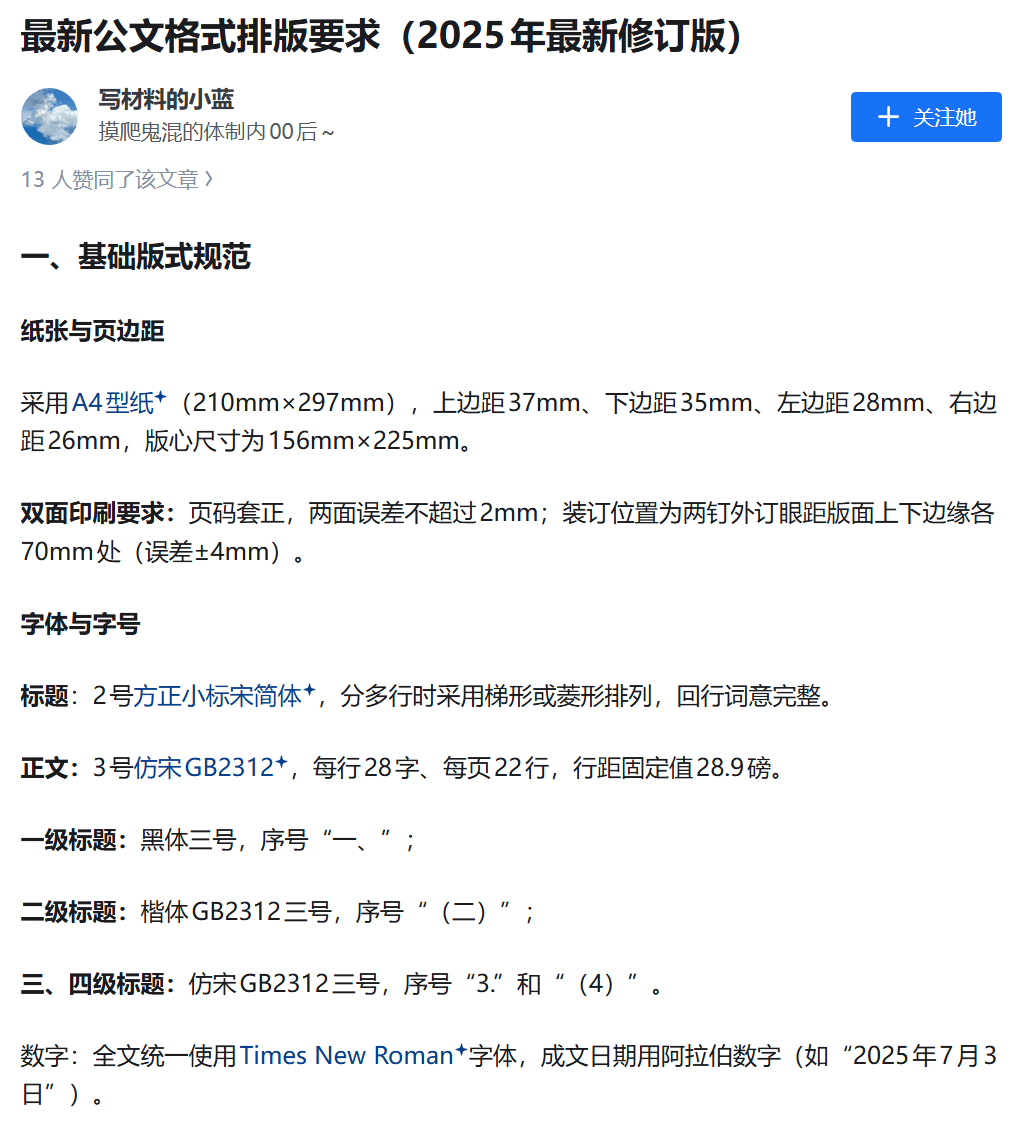 最新公文格式排版要求（2025年最新修订版）
写材料的小蓝
摸爬鬼混的体制内00后～
＋ 关注她
13 人赞同了该文章 ›
一、基础版式规范
纸张与页边距
采用A4型纸（210mm×297mm），上边距37mm、下边距35mm、左边距28mm、右边
距26mm，版心尺寸为156mm×225mm。
双面印刷要求：页码套正，两面误差不超过2mm；装订位置为两钉外订眼距版面上下边缘各
70mm处（误差±4mm）。
字体与字号
标题：2号方正小标宋简体，分多行时采用梯形或菱形排列，回行词意完整。
正文：3号仿宋GB2312，每行28字、每页22行，行距固定值28.9磅。
一级标题：黑体三号，序号“一、”；
二级标题：楷体GB2312三号，序号“（二）”；
三、四级标题：仿宋GB2312三号，序号“3.”和“（4）”。
数字：全文统一使用Times New Roman字体，成文日期用阿拉伯数字（如“2025年7月3
日”）。